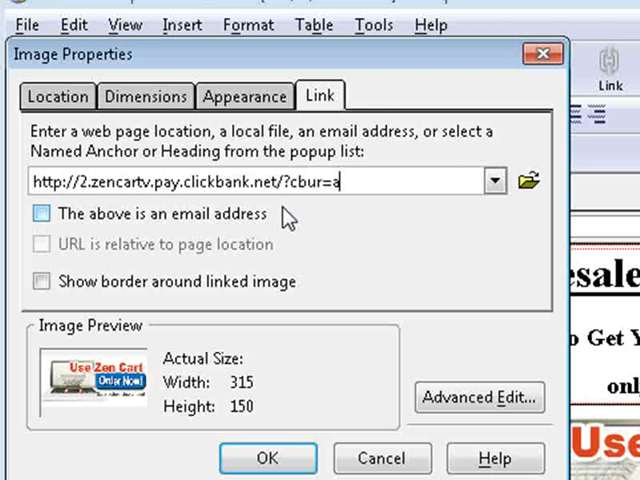 File Edit View Insert Format Table Tools Help
Image Properties
Link
Location Dimensions Appearance Link
Enter a web page location, a local file, an email address, or select a
Named Anchor or Heading from the popup list:
http://2.zencartv.pay.clickbank.net/?cbur=a
The above is an email address
URL is relative to page location
Show border around linked image
esale
Image Preview
o Get Y
Actual Size:
Width: 315
Height: 150
Use Zen Cart
Order Now!
only
Advanced Edit...
Use
OK Cancel Help